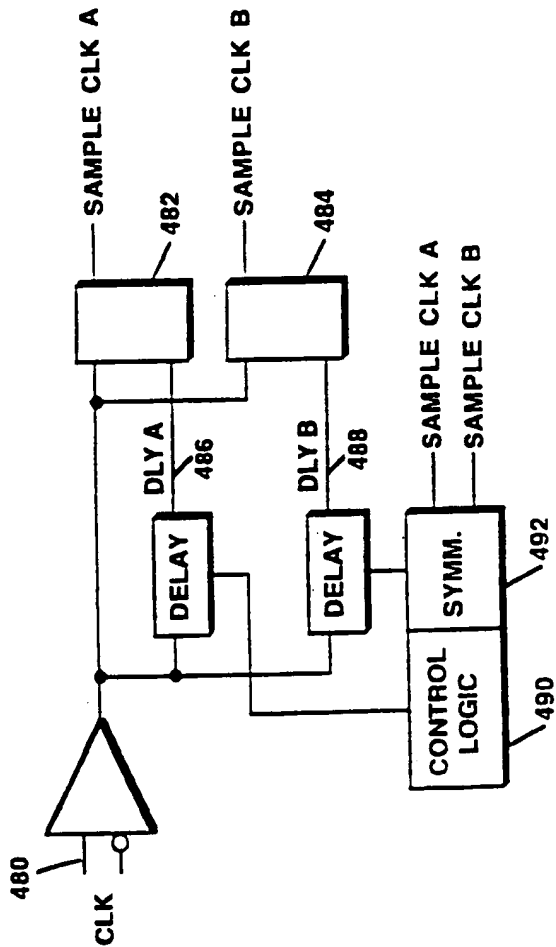 480
CLK
SAMPLE CLK A
482
SAMPLE CLK B
484
DLY A
486
DELAY
DLY B
488
DELAY
CONTROL
LOGIC
490
SYMM.
492
SAMPLE CLK A
SAMPLE CLK B